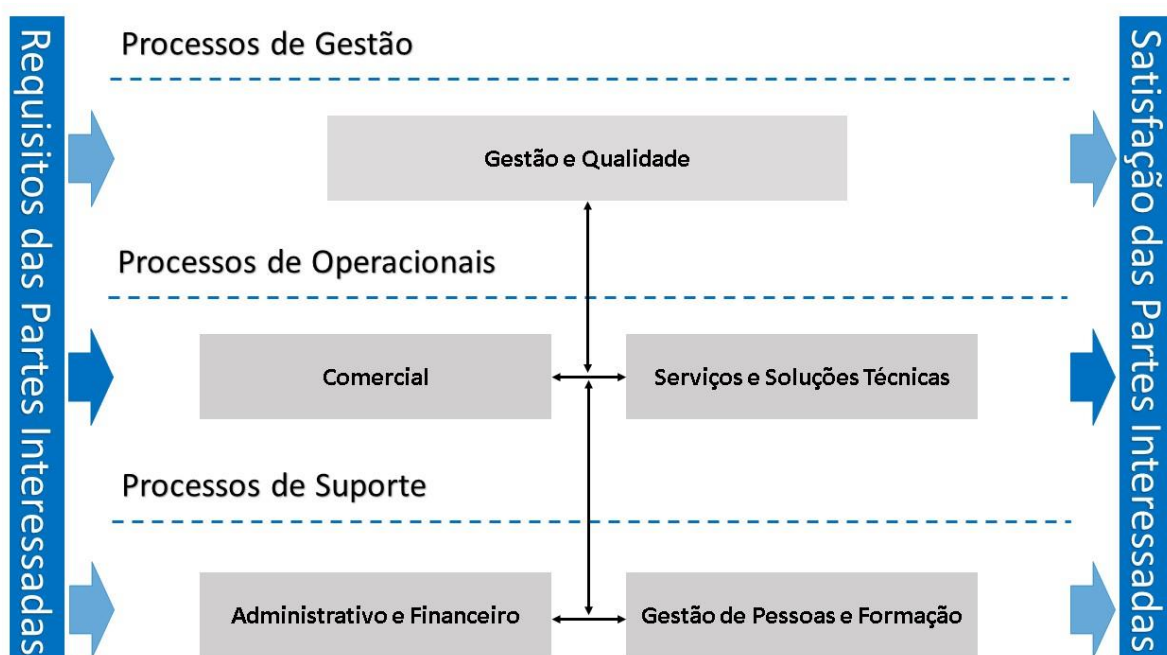 Requisitos das Partes Interessadas
Processos de Gestão
Gestão e Qualidade
Processos de Operacionais
Comercial
Serviços e Soluções Técnicas
Processos de Suporte
Administrativo e Financeiro
Gestão de Pessoas e Formação
Satisfação das Partes Interessadas